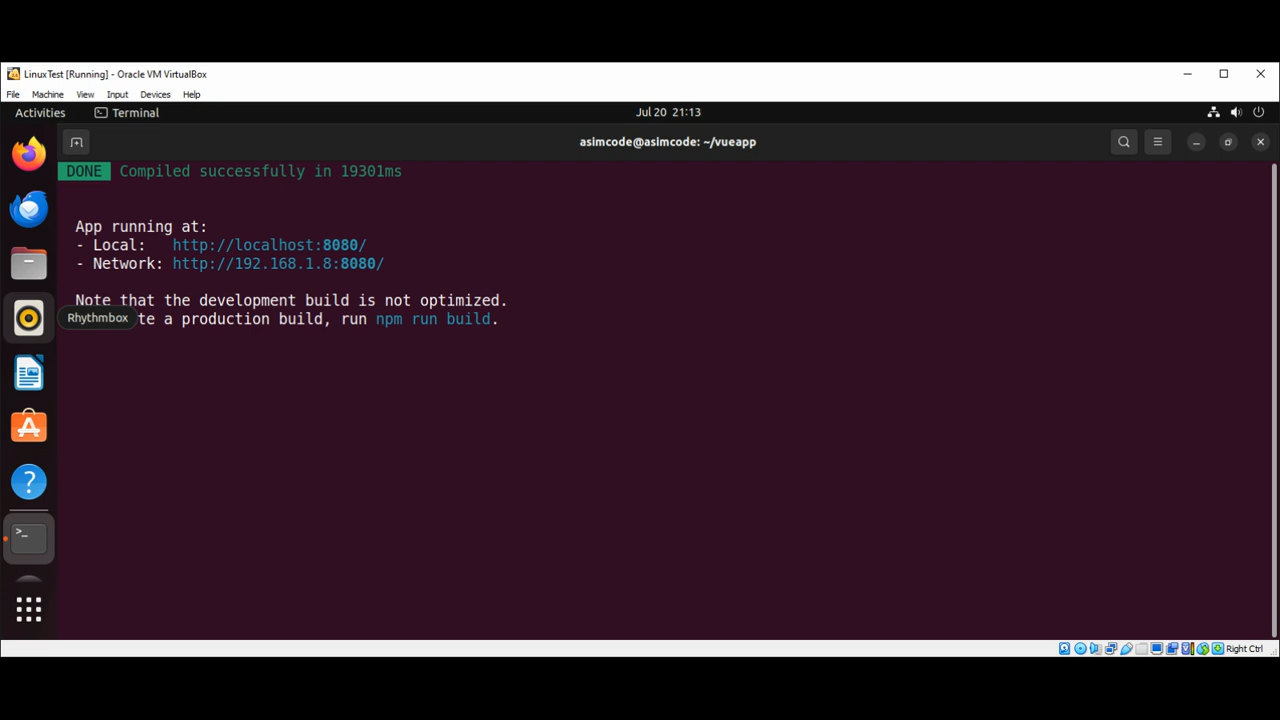 LinuxTest [Running] - Oracle VM VirtualBox
File Machine View Input Devices Help
Activities Terminal Jul 20 21:13
asimcode@asimcode: ~/vueapp
DONE Compiled successfully in 19301ms
App running at:
- Local: http://localhost:8080/
- Network: http://192.168.1.8:8080/
Note that the development build is not optimized.
Rhythmbox te a production build, run npm run build.
Right Ctrl